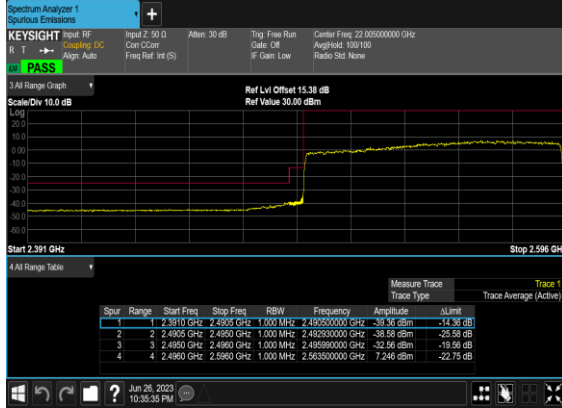 Spectrum Analyzer 1
Spurious Emissions
+
KEYSIGHT Input: RF Input Z: 50 Ω Atten: 30 dB Trig: Free Run Center Freq: 22.005000000 GHz
R T Coupling: DC Corr CCorr Gate: Off Avg|Hold: 100/100
Align: Auto Freq Ref: Int (S) IF Gain: Low Radio Std: None
PASS
3 All Range Graph Ref Lvl Offset 15.38 dB
Scale/Div 10.0 dB Ref Value 30.00 dBm
Log
20.0
10.0
0.00
-10.0
-20.0
-30.0
-40.0
-50.0
-60.0
Start 2.391 GHz Stop 2.596 GH
4 All Range Table
Measure Trace Trace 1
Trace Type Trace Average (Active)
Spur Range Start Freq Stop Freq RBW Frequency Amplitude ΔLimit
1 1 2.3910 GHz 2.4905 GHz 1.000 MHz 2.490500000 GHz -39.36 dBm -14.36 dB
2 2 2.4905 GHz 2.4950 GHz 1.000 MHz 2.492930000 GHz -38.58 dBm -25.58 dB
3 3 2.4950 GHz 2.4960 GHz 1.000 MHz 2.495990000 GHz -32.56 dBm -19.56 dB
4 4 2.4960 GHz 2.5960 GHz 1.000 MHz 2.563500000 GHz 7.246 dBm -22.75 dB
? Jun 26, 2023
10:35:35 PM